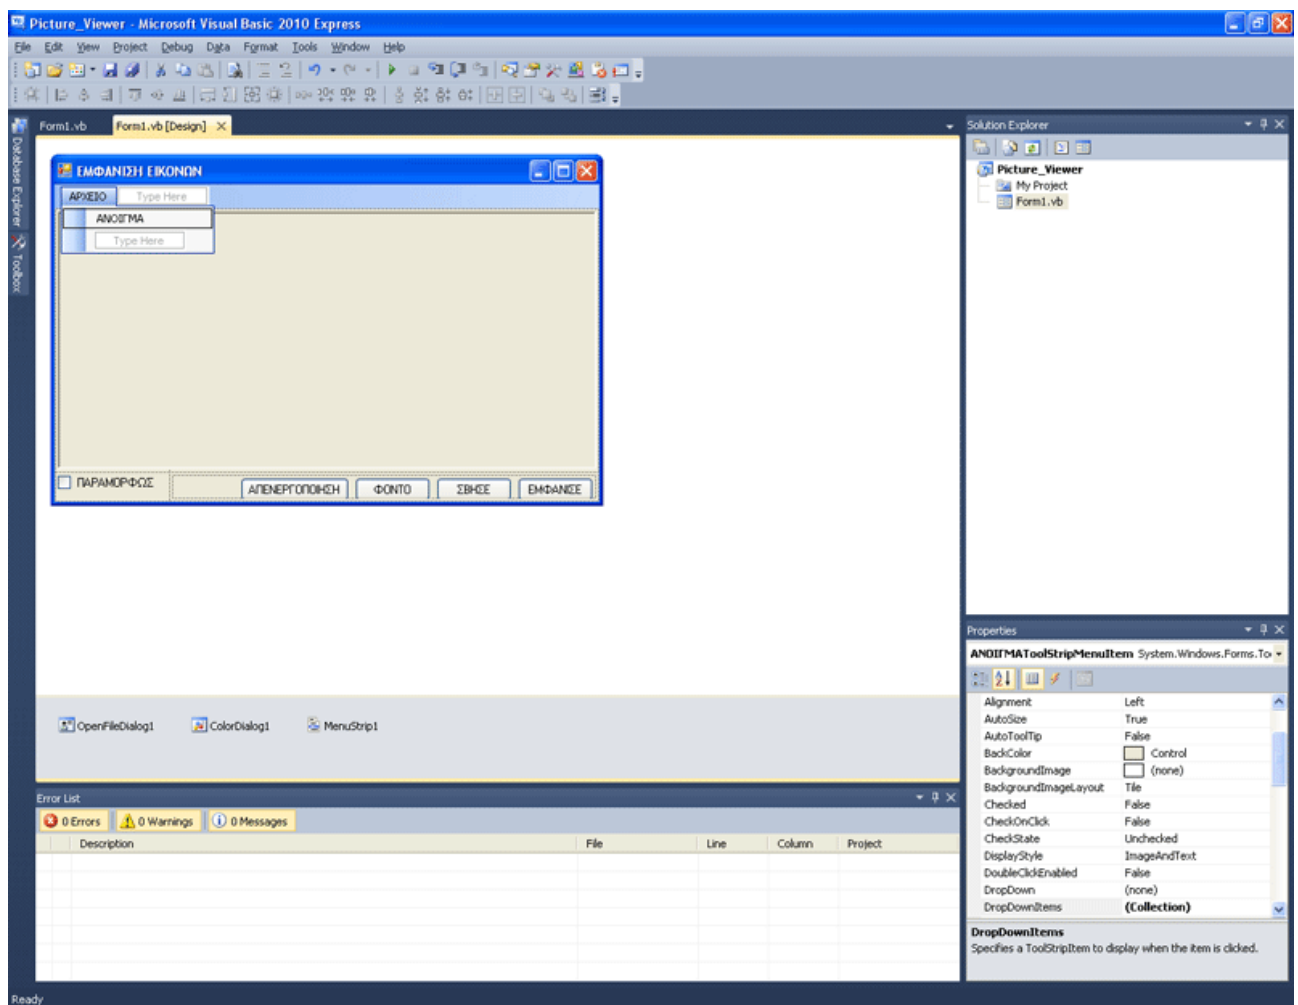 Picture_Viewer - Microsoft Visual Basic 2010 Express
File Edit View Project Debug Data Format Tools Window Help
Database Explorer
Toolbox
Form1.vb Form1.vb [Design]
ΕΜΦΑΝΙΣΗ ΕΙΚΟΝΩΝ
ΑΡΧΕΙΟ Type Here
ΑΝΟΙΓΜΑ
Type Here
ΠΑΡΑΜΟΡΦΩΣ
ΑΠΕΝΕΡΓΟΠΟΙΗΣΗ ΦΟΝΤΟ ΣΒΗΣΕ ΕΜΦΑΝΙΣΕ
OpenFileDialog1 ColorDialog1 MenuStrip1
Error List
0 Errors 0 Warnings 0 Messages
Description File Line Column Project
Solution Explorer
Picture_Viewer
My Project
Form1.vb
Properties
ΑΝΟΙΓΜΑToolStripMenuItem System.Windows.Forms.To
Alignment Left
AutoSize True
AutoToolTip False
BackColor Control
BackgroundImage (none)
BackgroundImageLayout Tile
Checked False
CheckOnClick False
CheckState Unchecked
DisplayStyle ImageAndText
DoubleClickEnabled False
DropDown (none)
DropDownItems (Collection)
DropDownItems
Specifies a ToolStripItem to display when the item is clicked.
Ready